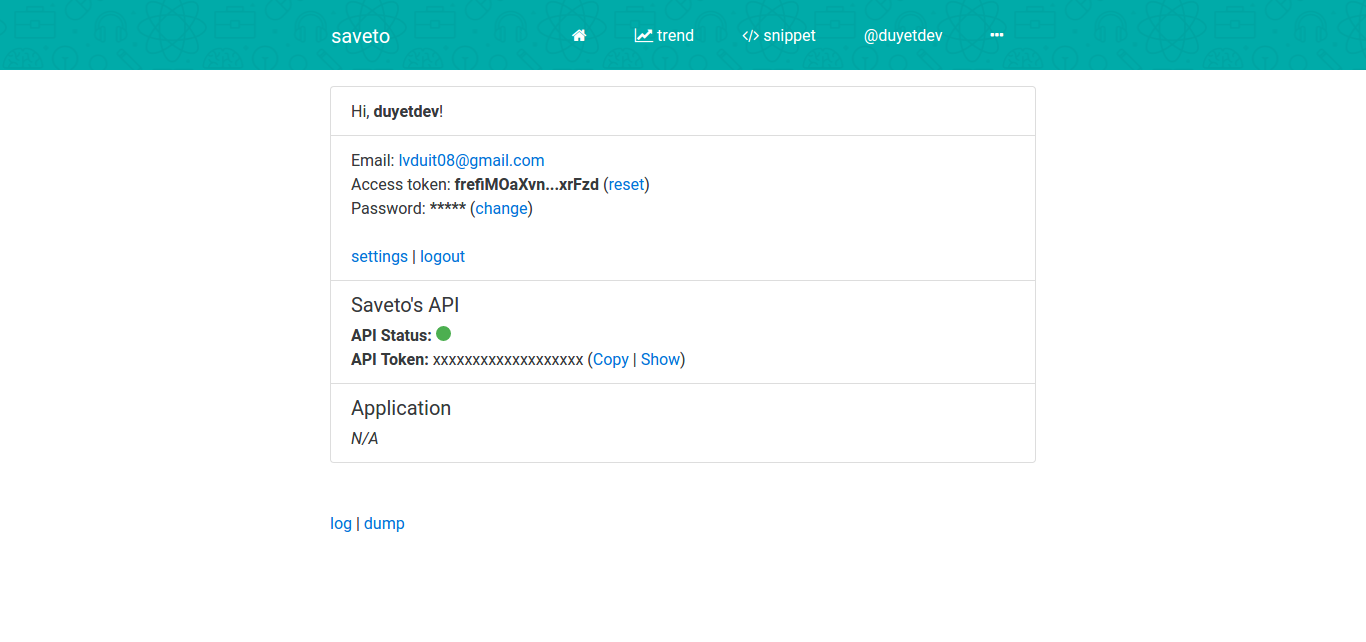 saveto
trend
</> snippet
@duyetdev
Hi, duyetdev!
Email: lvduit08@gmail.com
Access token: frefiMOaXvn...xrFzd (reset)
Password: ***** (change)
settings | logout
Saveto's API
API Status:
API Token: xxxxxxxxxxxxxxxxxxx (Copy | Show)
Application
N/A
log | dump